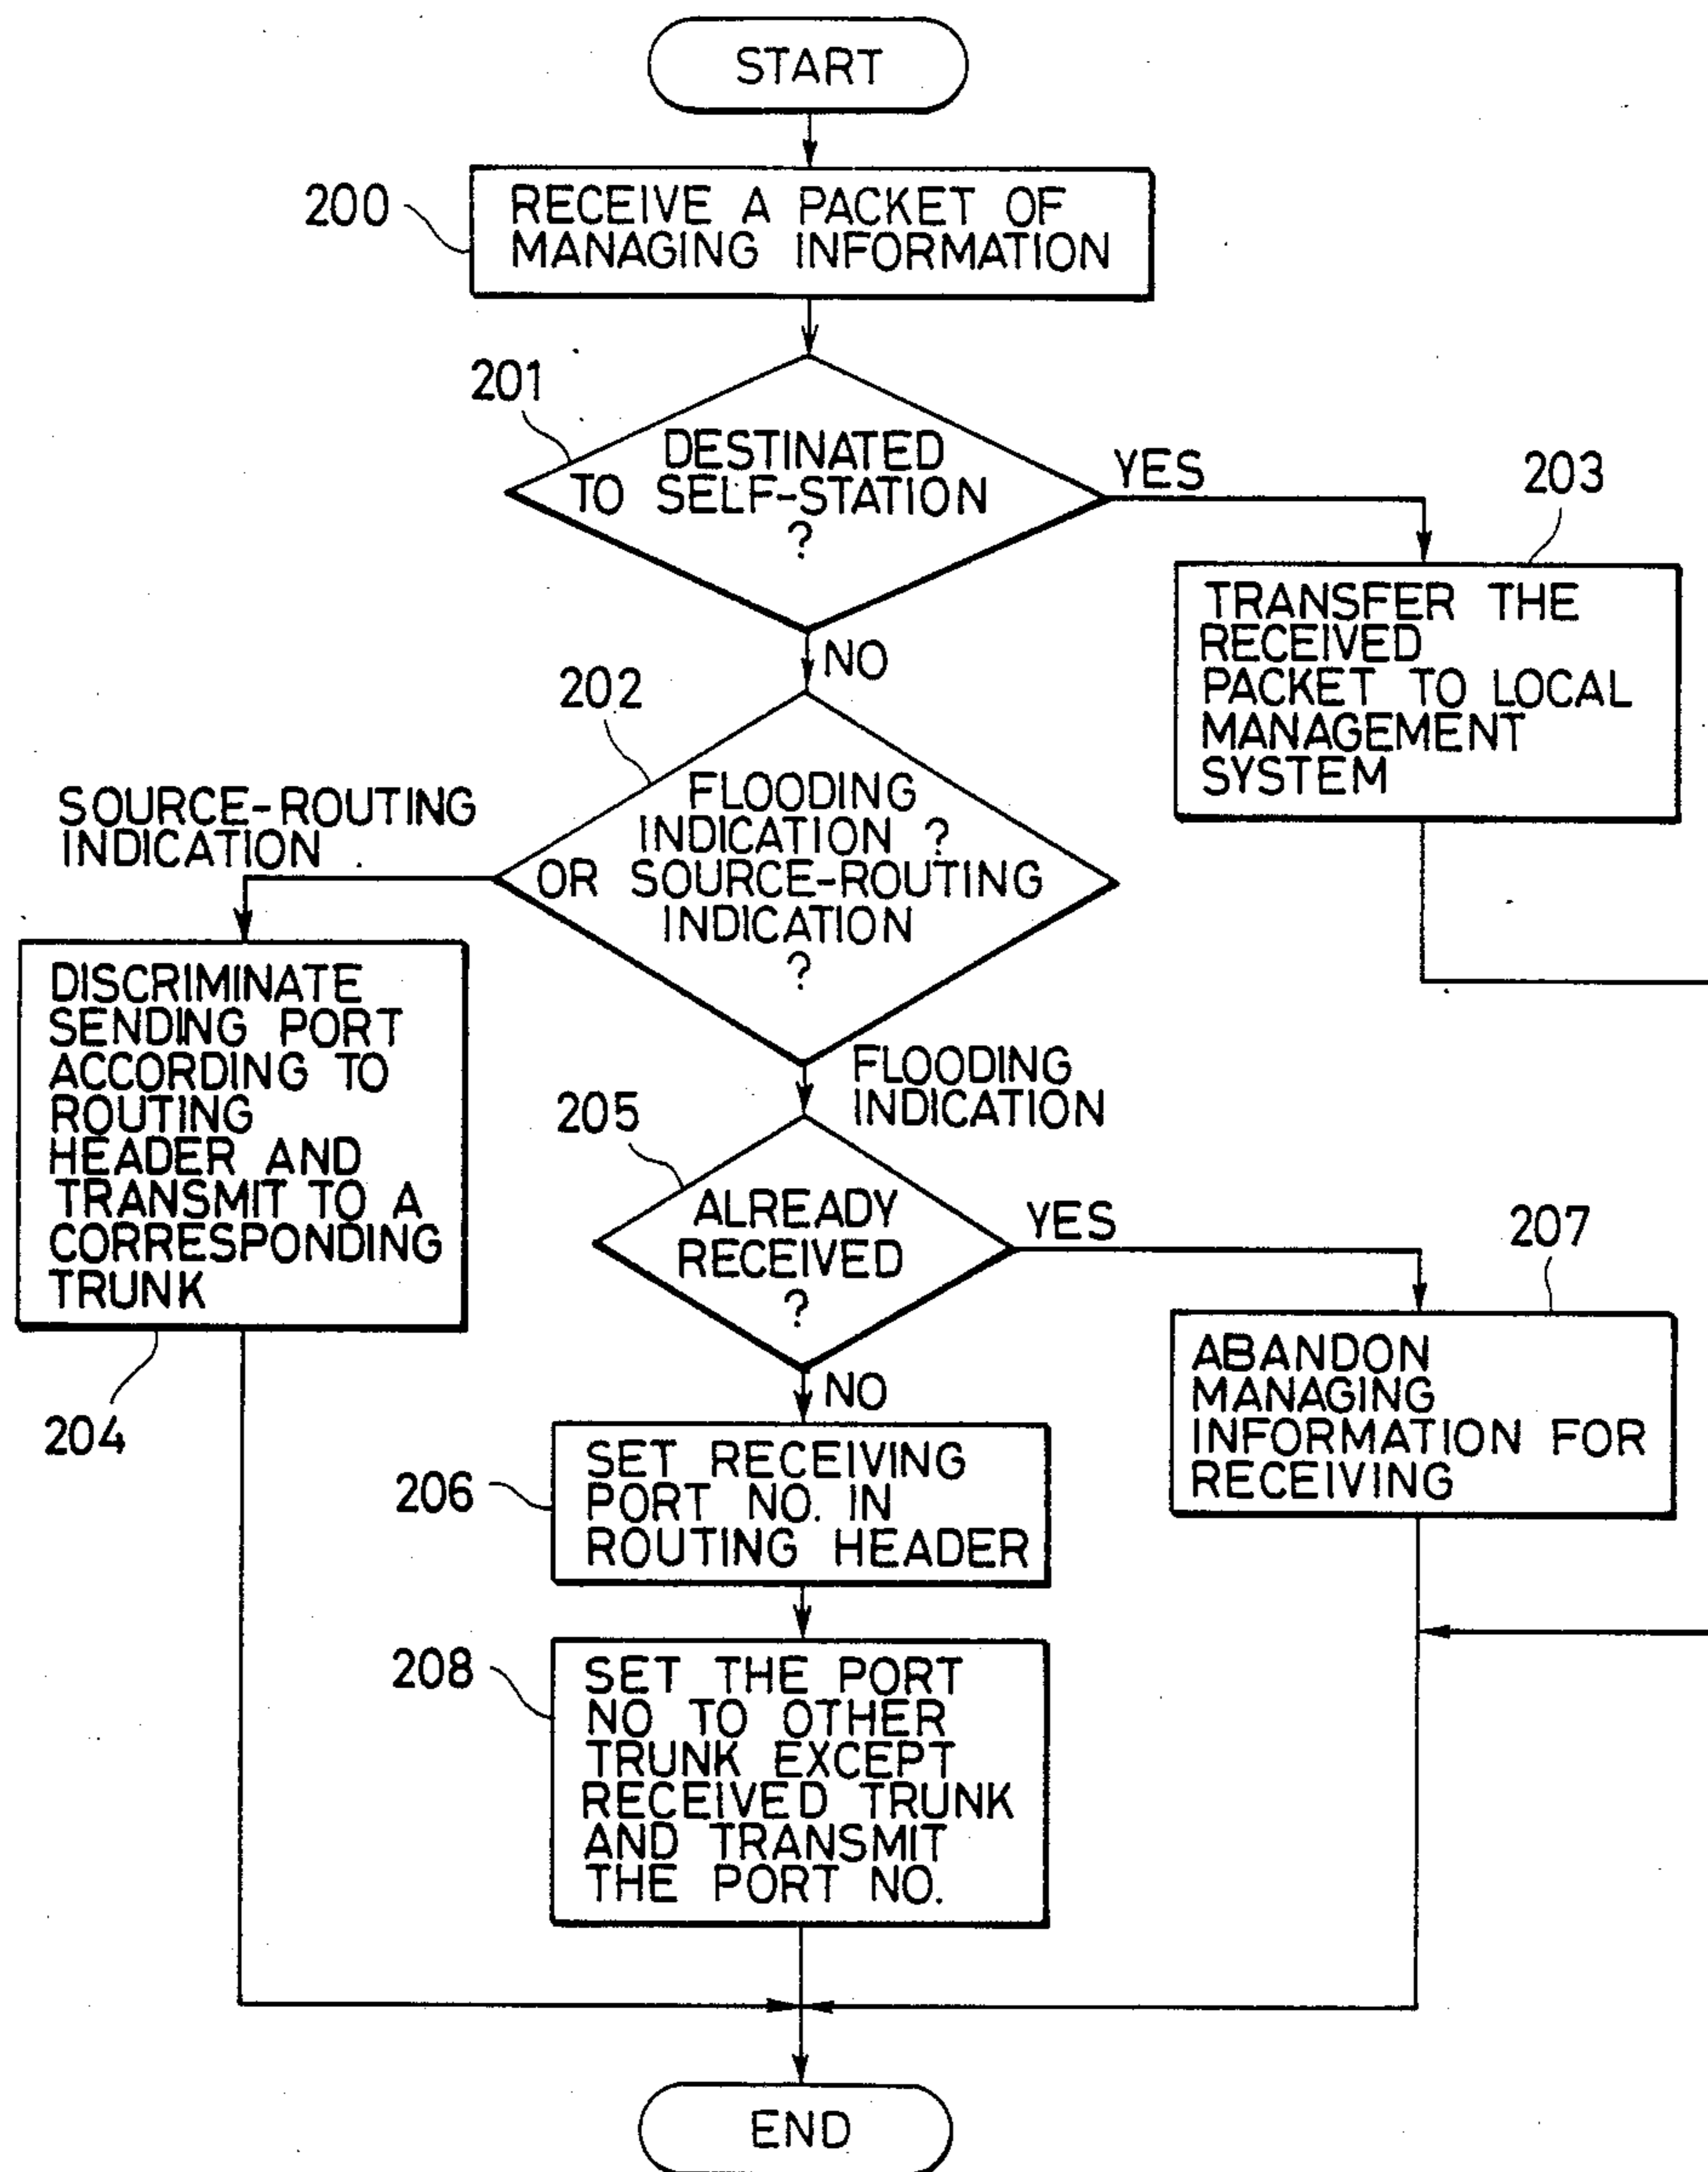 START
200
RECEIVE A PACKET OF
MANAGING INFORMATION
201
DESTINATED
TO SELF-STATION
?
YES
203
TRANSFER THE
RECEIVED
PACKET TO LOCAL
MANAGEMENT
SYSTEM
NO
202
FLOODING
INDICATION ?
OR SOURCE-ROUTING
INDICATION
?
SOURCE-ROUTING
INDICATION
DISCRIMINATE
SENDING PORT
ACCORDING TO
ROUTING
HEADER AND
TRANSMIT TO A
CORRESPONDING
TRUNK
204
FLOODING
INDICATION
205
ALREADY
RECEIVED
?
YES
207
ABANDON
MANAGING
INFORMATION FOR
RECEIVING
NO
206
SET RECEIVING
PORT NO. IN
ROUTING HEADER
208
SET THE PORT
NO TO OTHER
TRUNK EXCEPT
RECEIVED TRUNK
AND TRANSMIT
THE PORT NO.
END